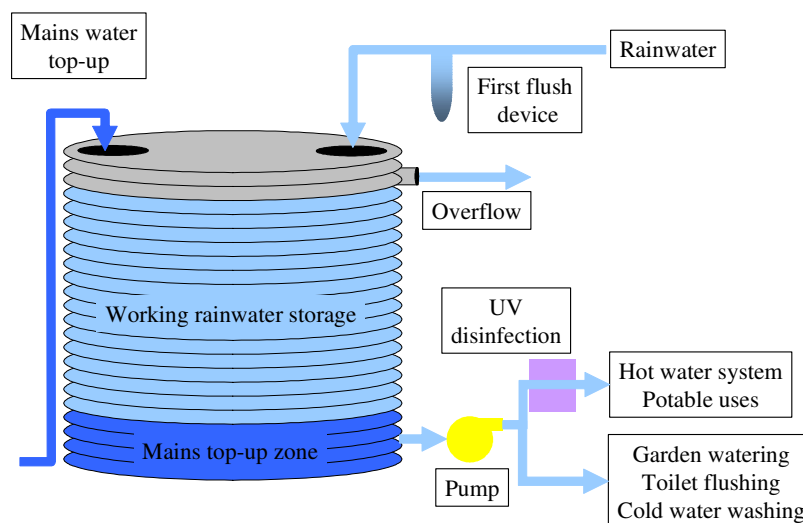 Mains water
top-up
Rainwater
First flush
device
Overflow
Working rainwater storage
UV
disinfection
Hot water system
Potable uses
Mains top-up zone
Pump
Garden watering
Toilet flushing
Cold water washing